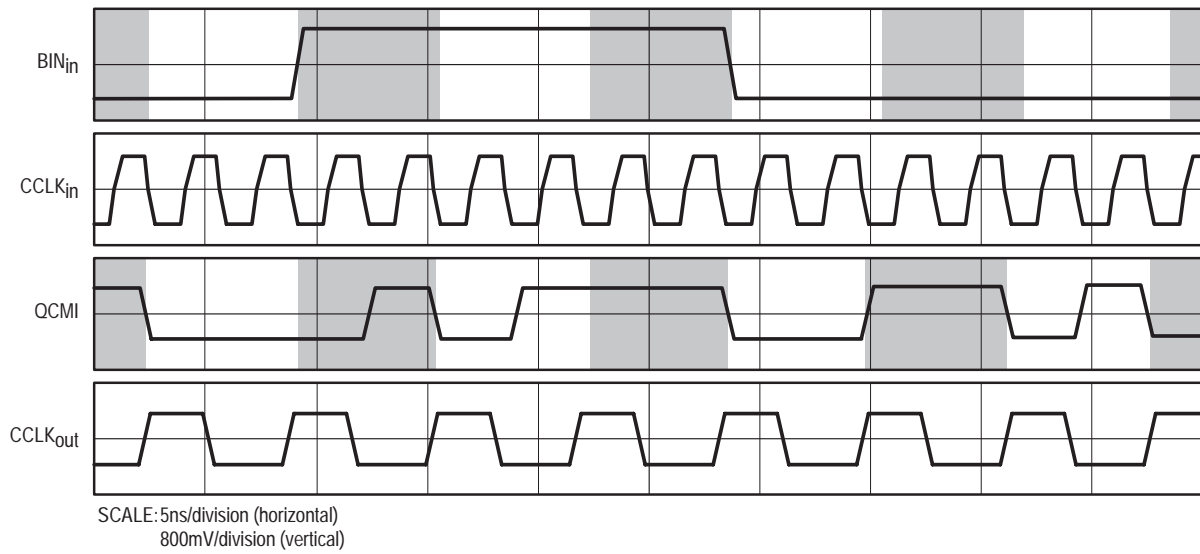 BINin
CCLKin
QCMI
CCLKout
SCALE: 5ns/division (horizontal)
800mV/division (vertical)